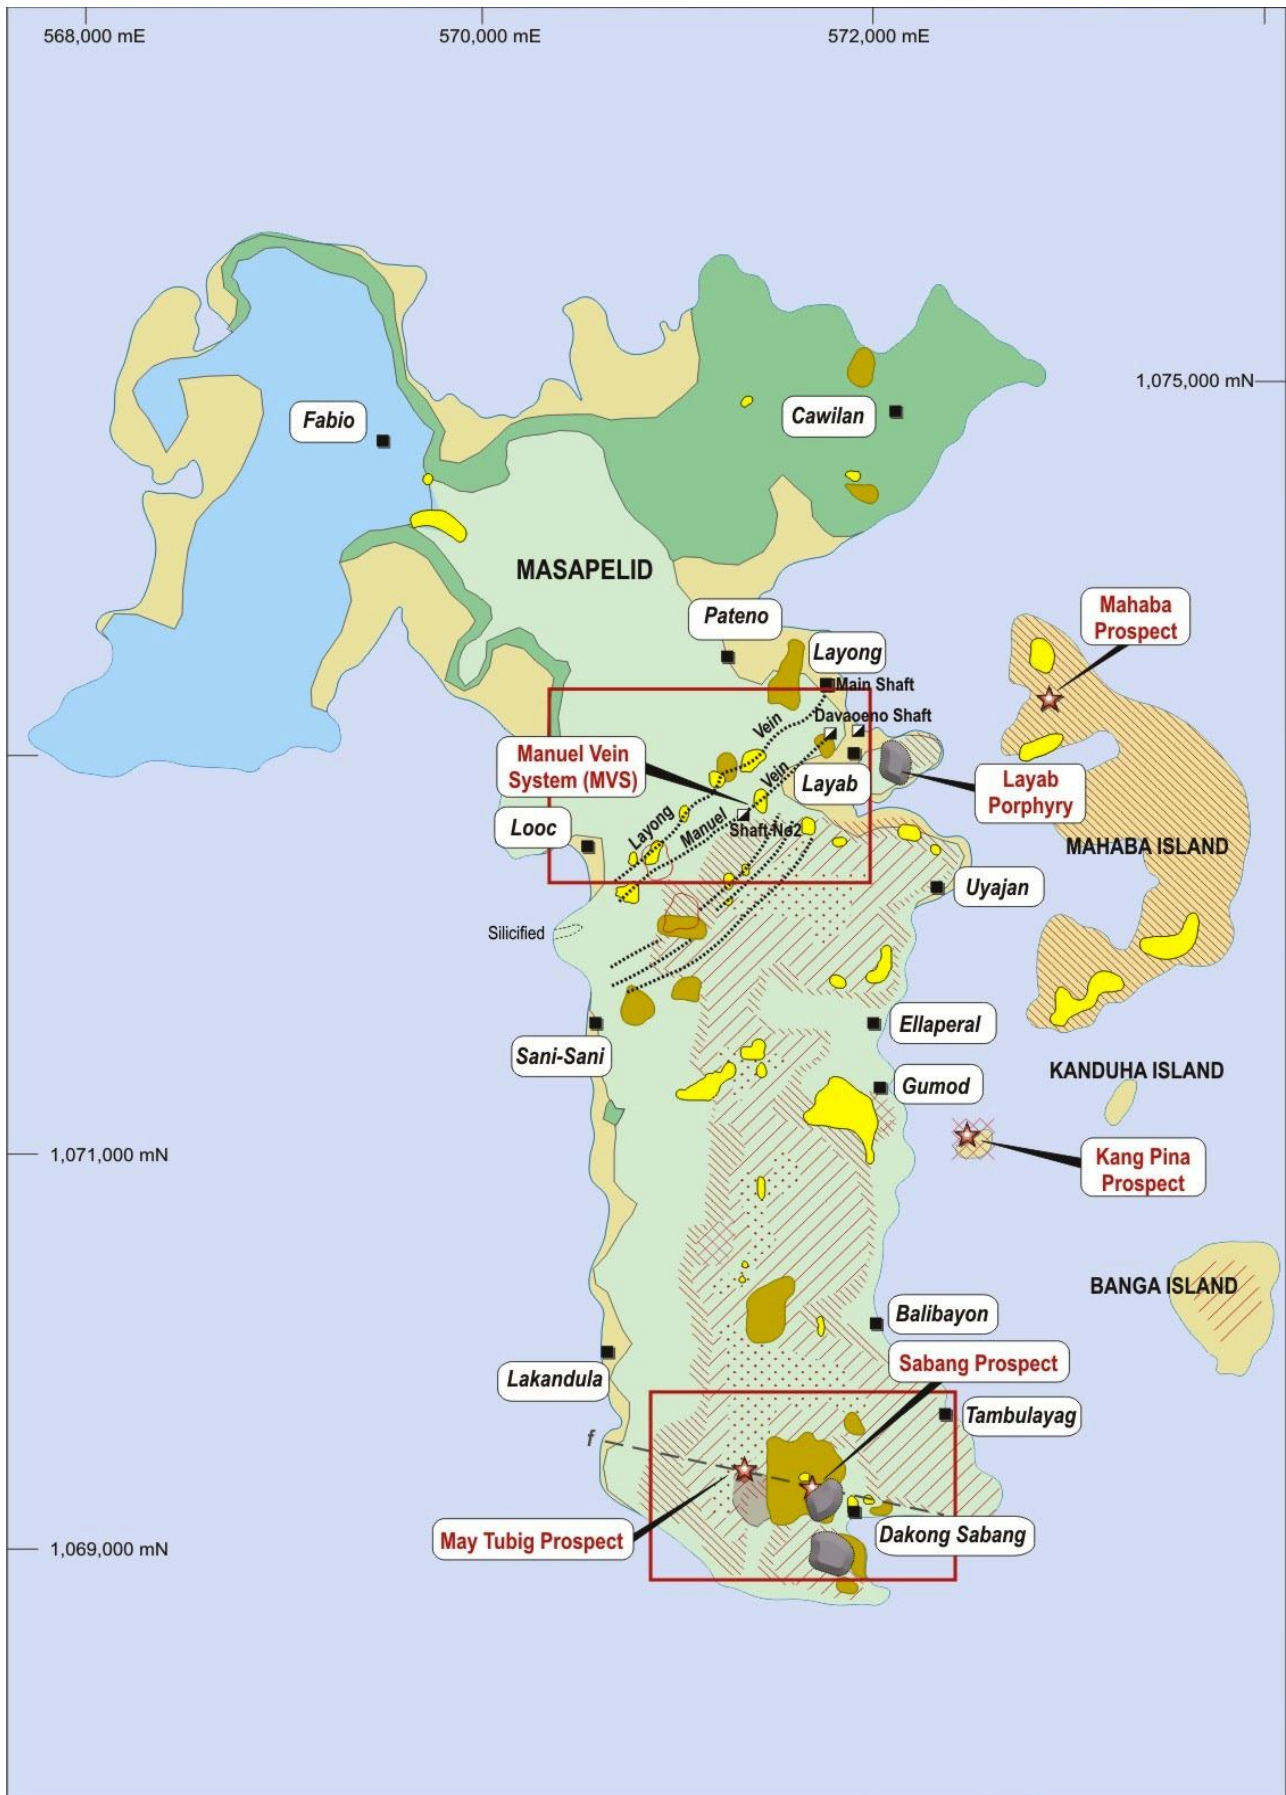 568,000 mE
570,000 mE
572,000 mE
1,075,000 mN
Fabio
Cawilan
MASAPELID
Mahaba
Prospect
Pateno
Layong
Main Shaft
Davaoeno Shaft
Vein
Manuel Vein
System (MVS)
Vein
Layab
Layab
Porphyry
Looc
Layong
Manuel
Shaft No2
MAHABA ISLAND
Uyajan
Silicified
Ellaperal
Sani-Sani
KANDUHA ISLAND
Gumod
1,071,000 mN
Kang Pina
Prospect
BANGA ISLAND
Balibayon
Sabang Prospect
Lakandula
Tambulayag
f
May Tubig Prospect
Dakong Sabang
1,069,000 mN